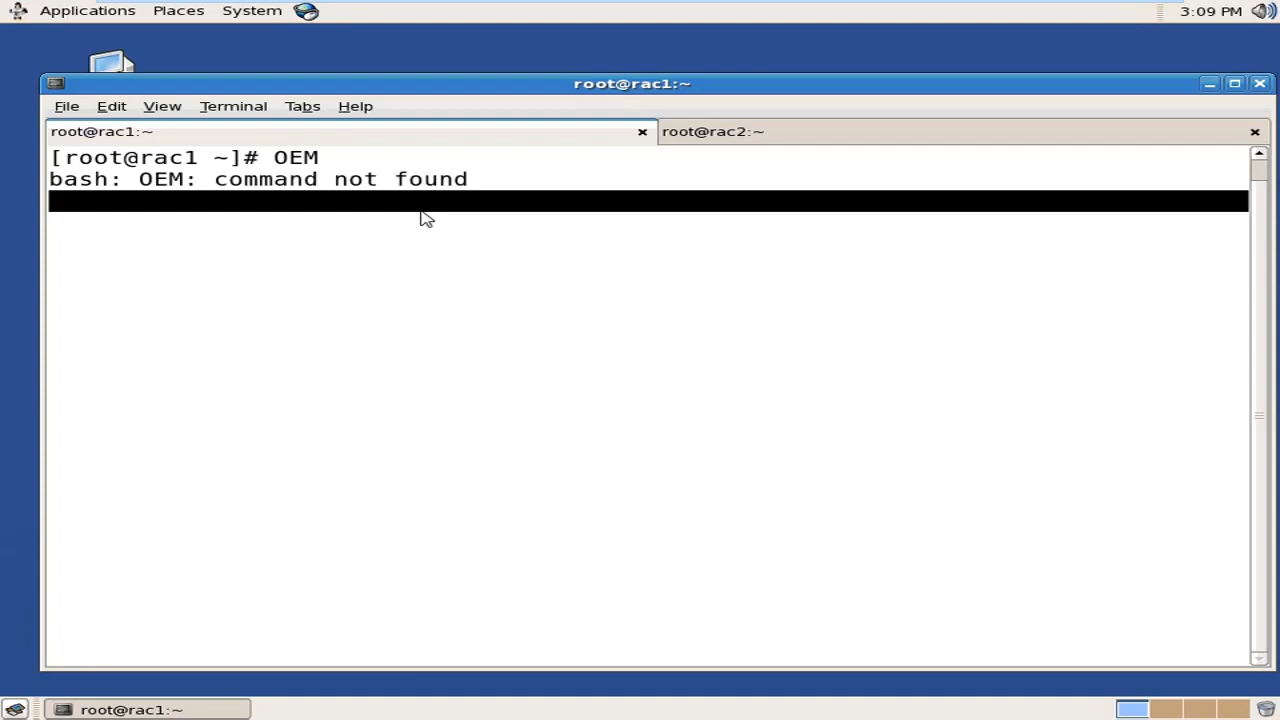 Applications Places System 3:09 PM
root@rac1:~
File Edit View Terminal Tabs Help
root@rac1:~ root@rac2:~
[root@rac1 ~]# OEM
bash: OEM: command not found
root@rac1:~